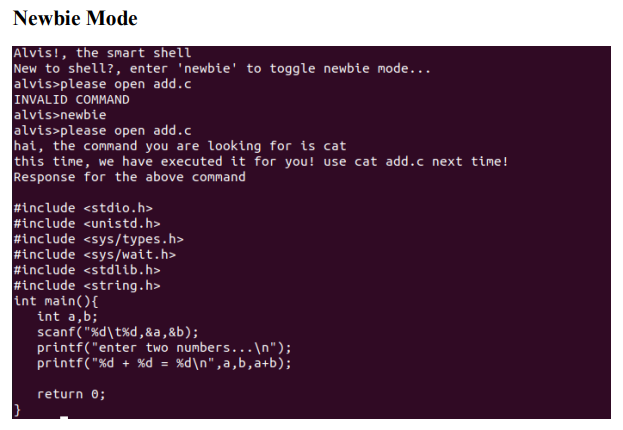 Newbie Mode
Alvis!, the smart shell
New to shell?, enter 'newbie' to toggle newbie mode...
alvis>please open add.c
INVALID COMMAND
alvis>newbie
alvis>please open add.c
hai, the command you are looking for is cat
this time, we have executed it for you! use cat add.c next time!
Response for the above command
#include <stdio.h>
#include <unistd.h>
#include <sys/types.h>
#include <sys/wait.h>
#include <stdlib.h>
#include <string.h>
int main(){
   int a,b;
   scanf("%d\t%d",&a,&b);
   printf("enter two numbers...\n");
   printf("%d + %d = %d\n",a,b,a+b);
   return 0;
}